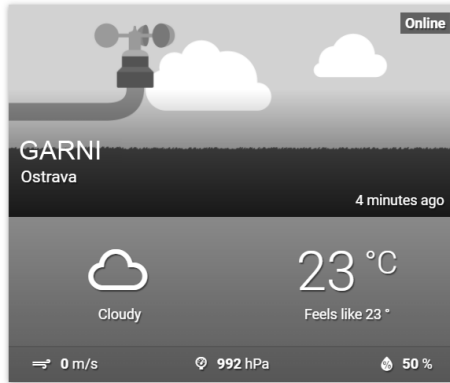 Online
GARNI
Ostrava
4 minutes ago
23 °C
Cloudy
Feels like 23 °
0 m/s
992 hPa
50 %